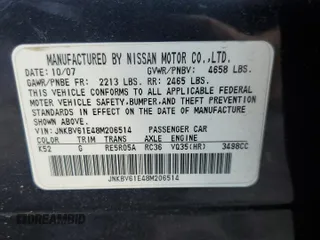 MANUFACTURED BY NISSAN MOTOR CO.,LTD.
DATE: 10/07 GVWR/PNBV: 4658 LBS.
GAWR/PNBE FR: 2213 LBS. RR: 2465 LBS.
THIS VEHICLE CONFORMS TO ALL APPLICABLE
MOTOR VEHICLE SAFETY,BUMPER,AND THEFT PREVENTION
STANDARDS IN EFFECT ON THE DATE OF
MANUFACTURE SHOWN ABOVE.
VIN: JNKBV61E48M206514 PASSENGER CAR
COLOR TRIM TRANS AXLE ENGINE
K52 G RE5R05A RC36 VQ35(HR) 3498CC
JNKBV61E48M206514
© DREAMBID